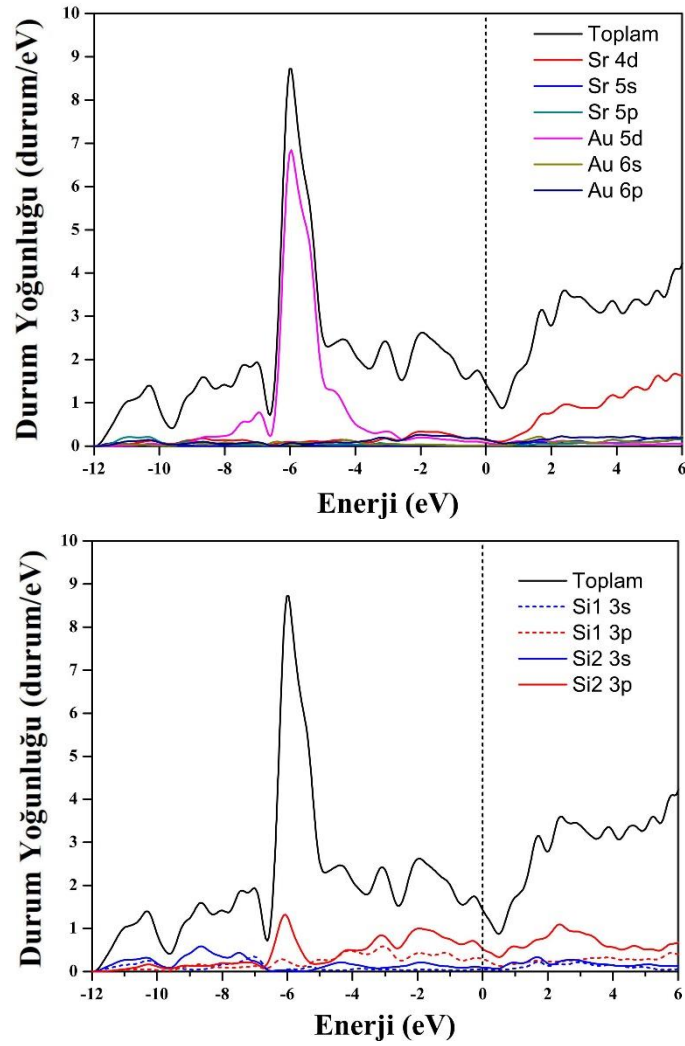 Durum Yoğunluğu (durum/eV)
10
9
8
7
6
5
4
3
2
1
0
Toplam
Sr 4d
Sr 5s
Sr 5p
Au 5d
Au 6s
Au 6p
-12 -10 -8 -6 -4 -2 0 2 4 6
Enerji (eV)
Durum Yoğunluğu (durum/eV)
10
9
8
7
6
5
4
3
2
1
0
Toplam
Si1 3s
Si1 3p
Si2 3s
Si2 3p
-12 -10 -8 -6 -4 -2 0 2 4 6
Enerji (eV)